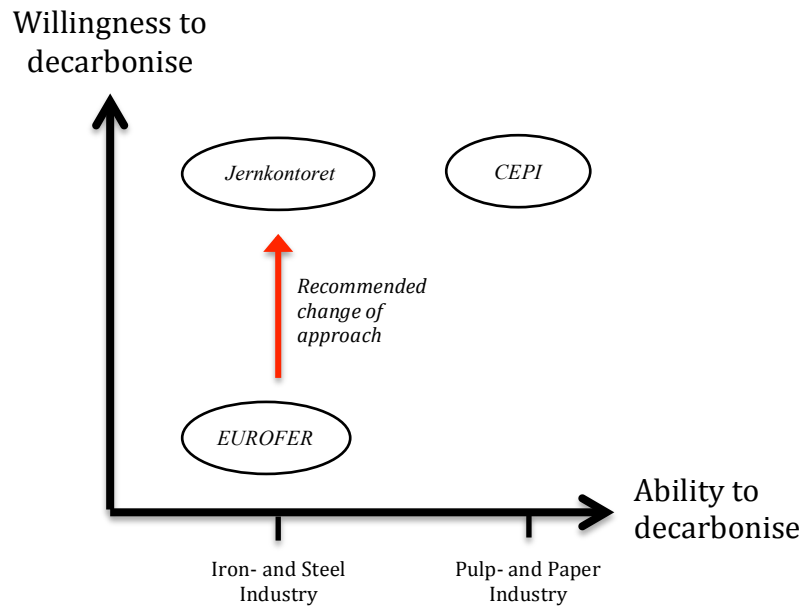 Willingness to
decarbonise
Jernkontoret
CEPI
Recommended
change of
approach
EUROFER
Ability to
decarbonise
Iron- and Steel
Industry
Pulp- and Paper
Industry